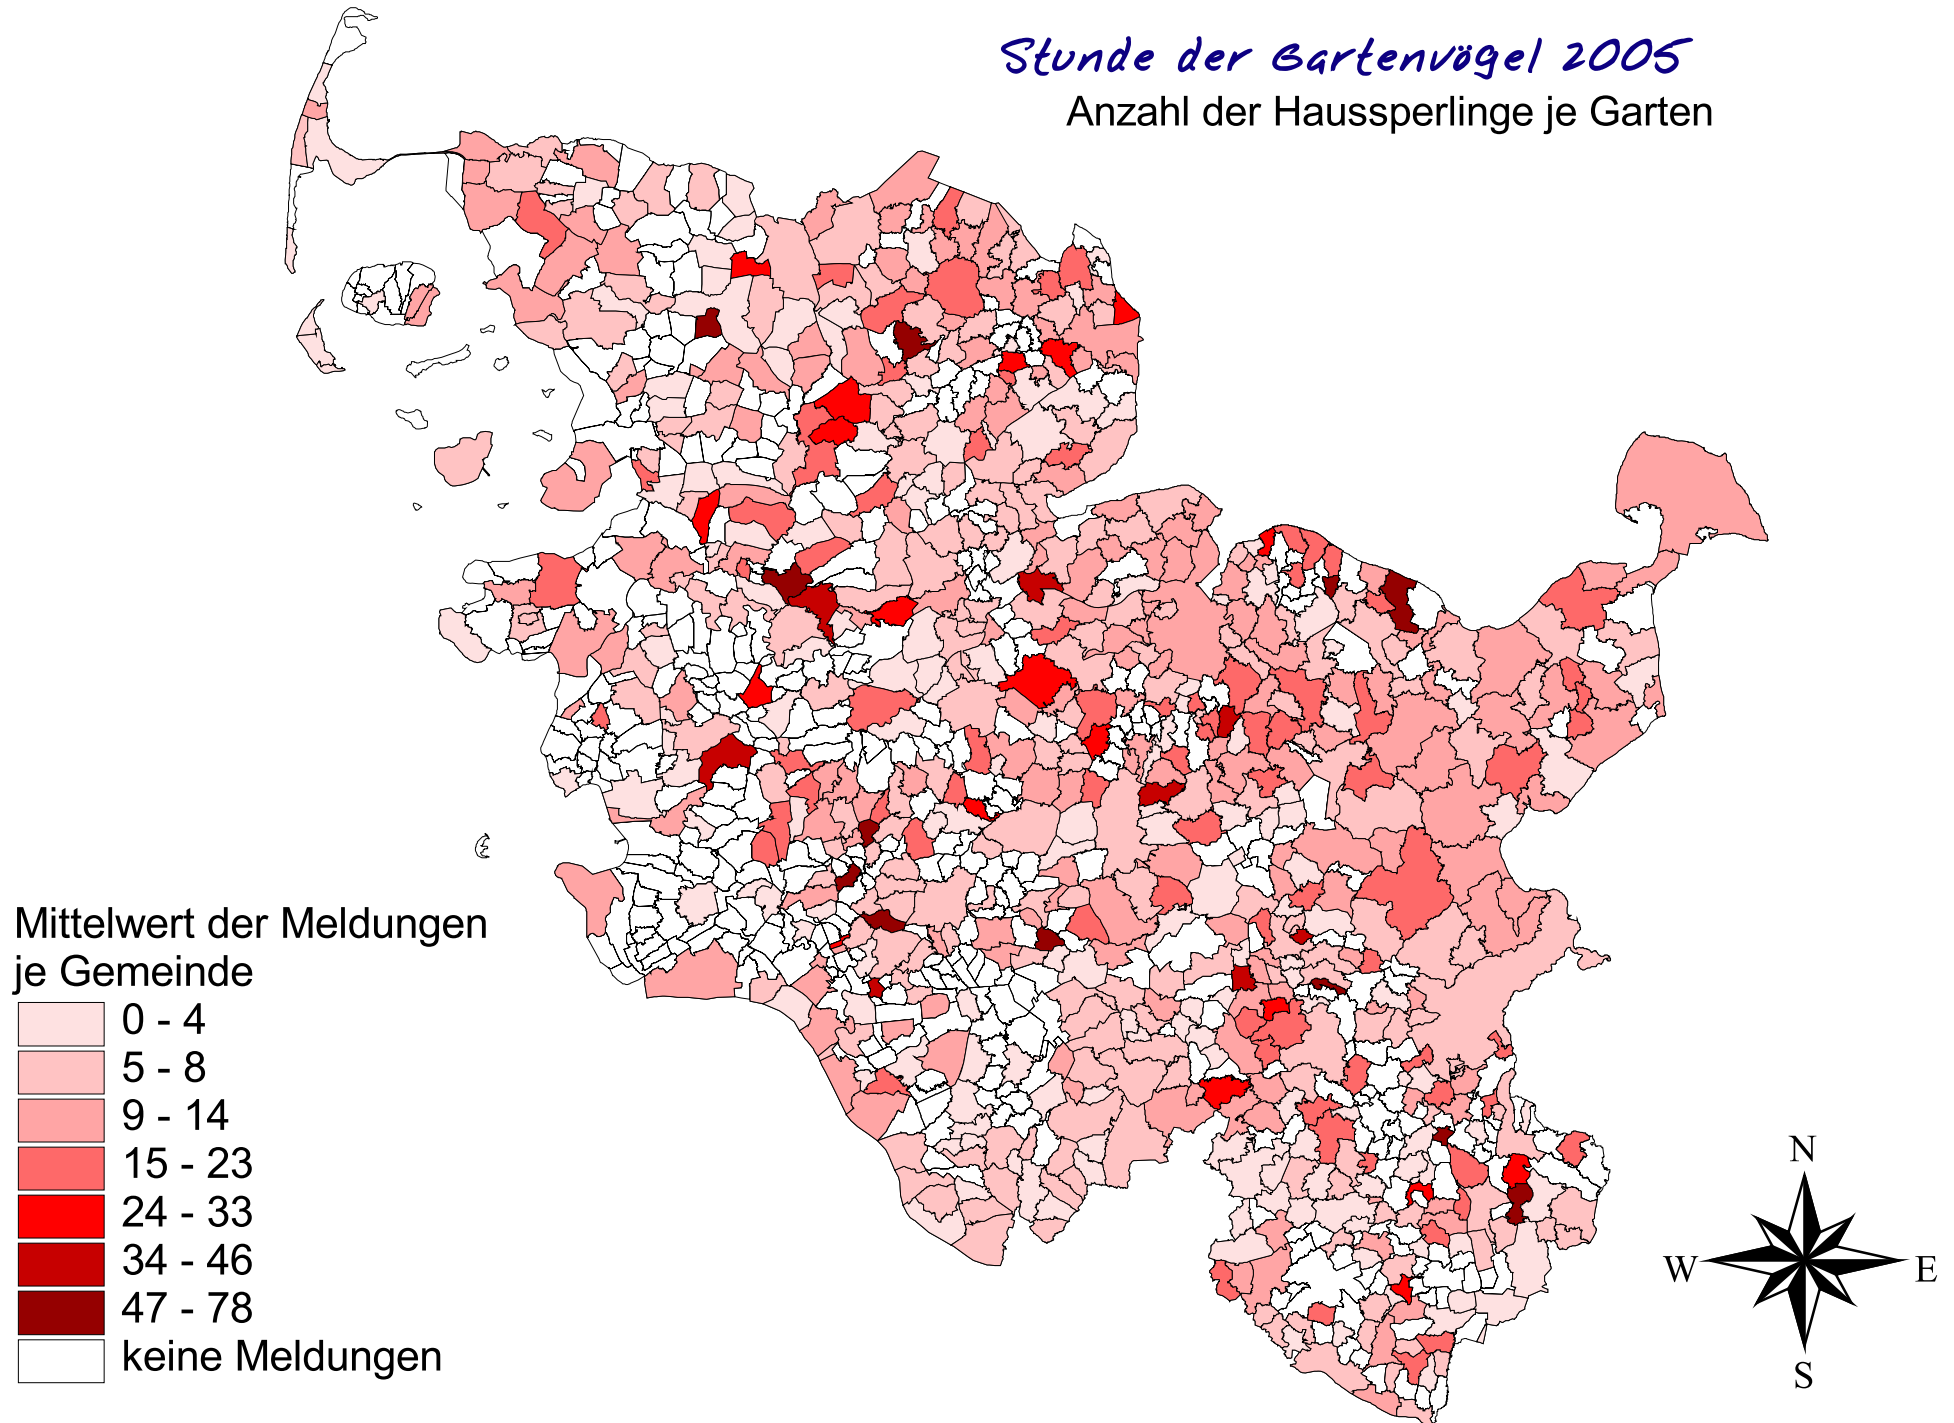 Stunde der Gartenvögel 2005
Anzahl der Haussperlinge je Garten
Mittelwert der Meldungen
je Gemeinde
0 - 4
5 - 8
9 - 14
15 - 23
24 - 33
34 - 46
47 - 78
keine Meldungen
N
W
E
S